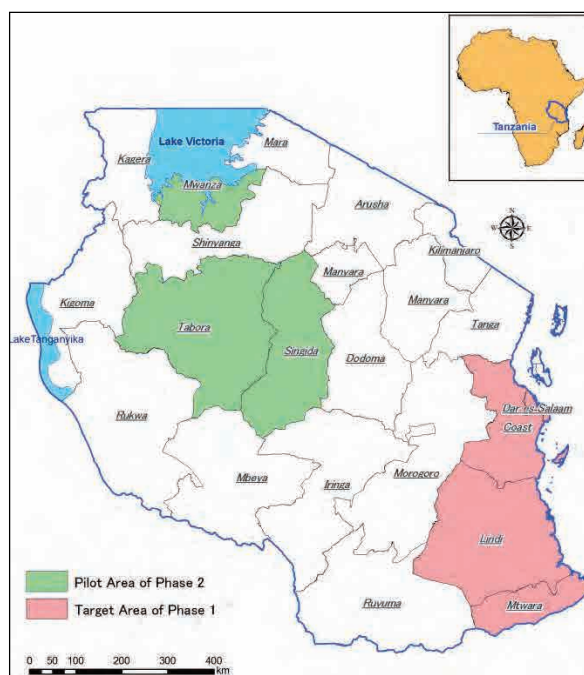 Tanzania
N
W
E
S
Lake Victoria
Mara
Kagera
Mwanza
Arusha
Shinyanga
Kilimanjaro
Manyara
Manyara
Kigoma
Tanga
Tabora
Lake Tanganyika
Singida
Dodoma
Dar es-Salaam
Coast
Rukwa
Mbeya
Iringa
Morogoro
Lindi
Pilot Area of Phase 2
Target Area of Phase 1
Ruvuma
Mtwara
0 50 100 200 300 400
km